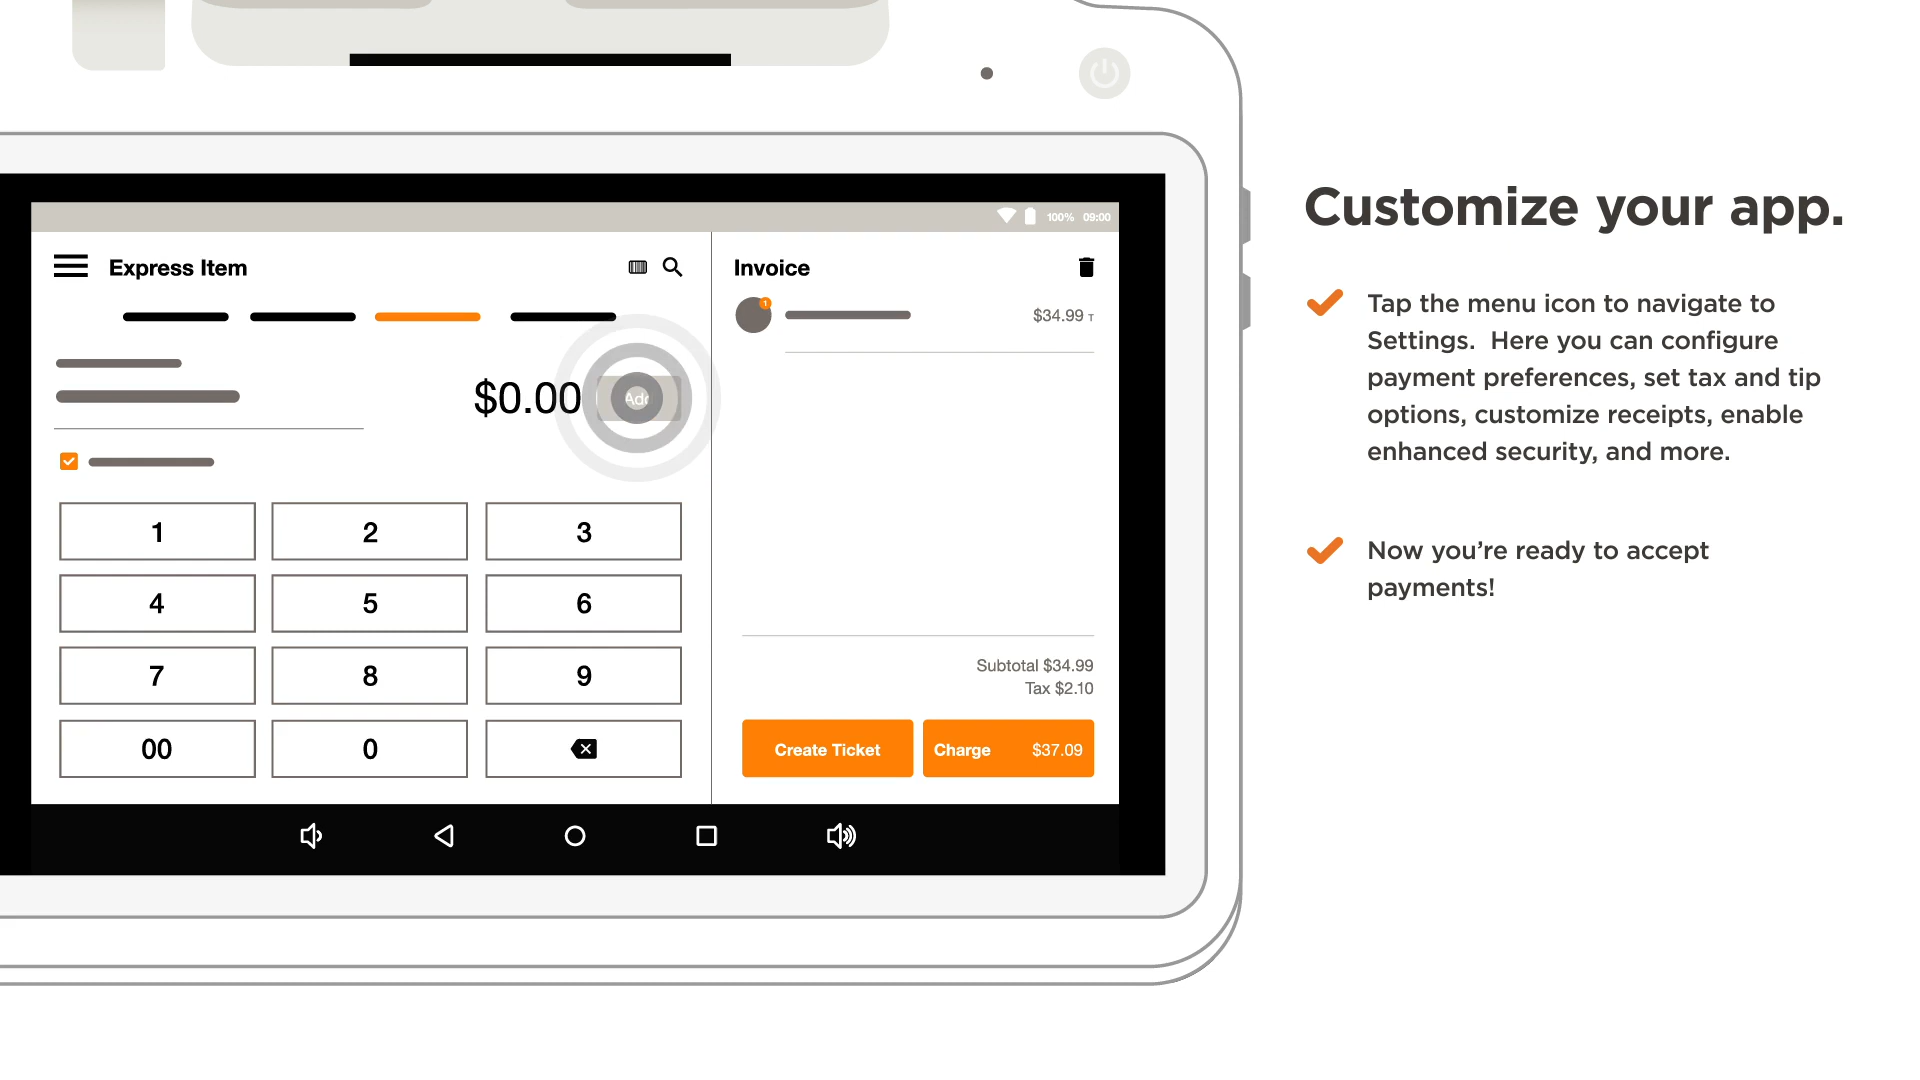 100% 09:00
Express Item
Invoice
1
$34.99 T
$0.00
Add
1 2 3
4 5 6
7 8 9
00 0
Subtotal $34.99
Tax $2.10
Create Ticket
Charge $37.09
Customize your app.
Tap the menu icon to navigate to
Settings.  Here you can configure
payment preferences, set tax and tip
options, customize receipts, enable
enhanced security, and more.
Now you’re ready to accept
payments!